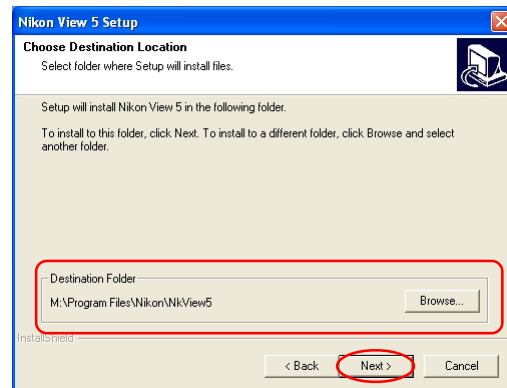 Nikon View 5 Setup
Choose Destination Location
Select folder where Setup will install files.
Setup will install Nikon View 5 in the following folder.
To install to this folder, click Next. To install to a different folder, click Browse and select
another folder.
Destination Folder
M:\Program Files\Nikon\NkView5
Browse...
InstallShield
< Back
Next >
Cancel